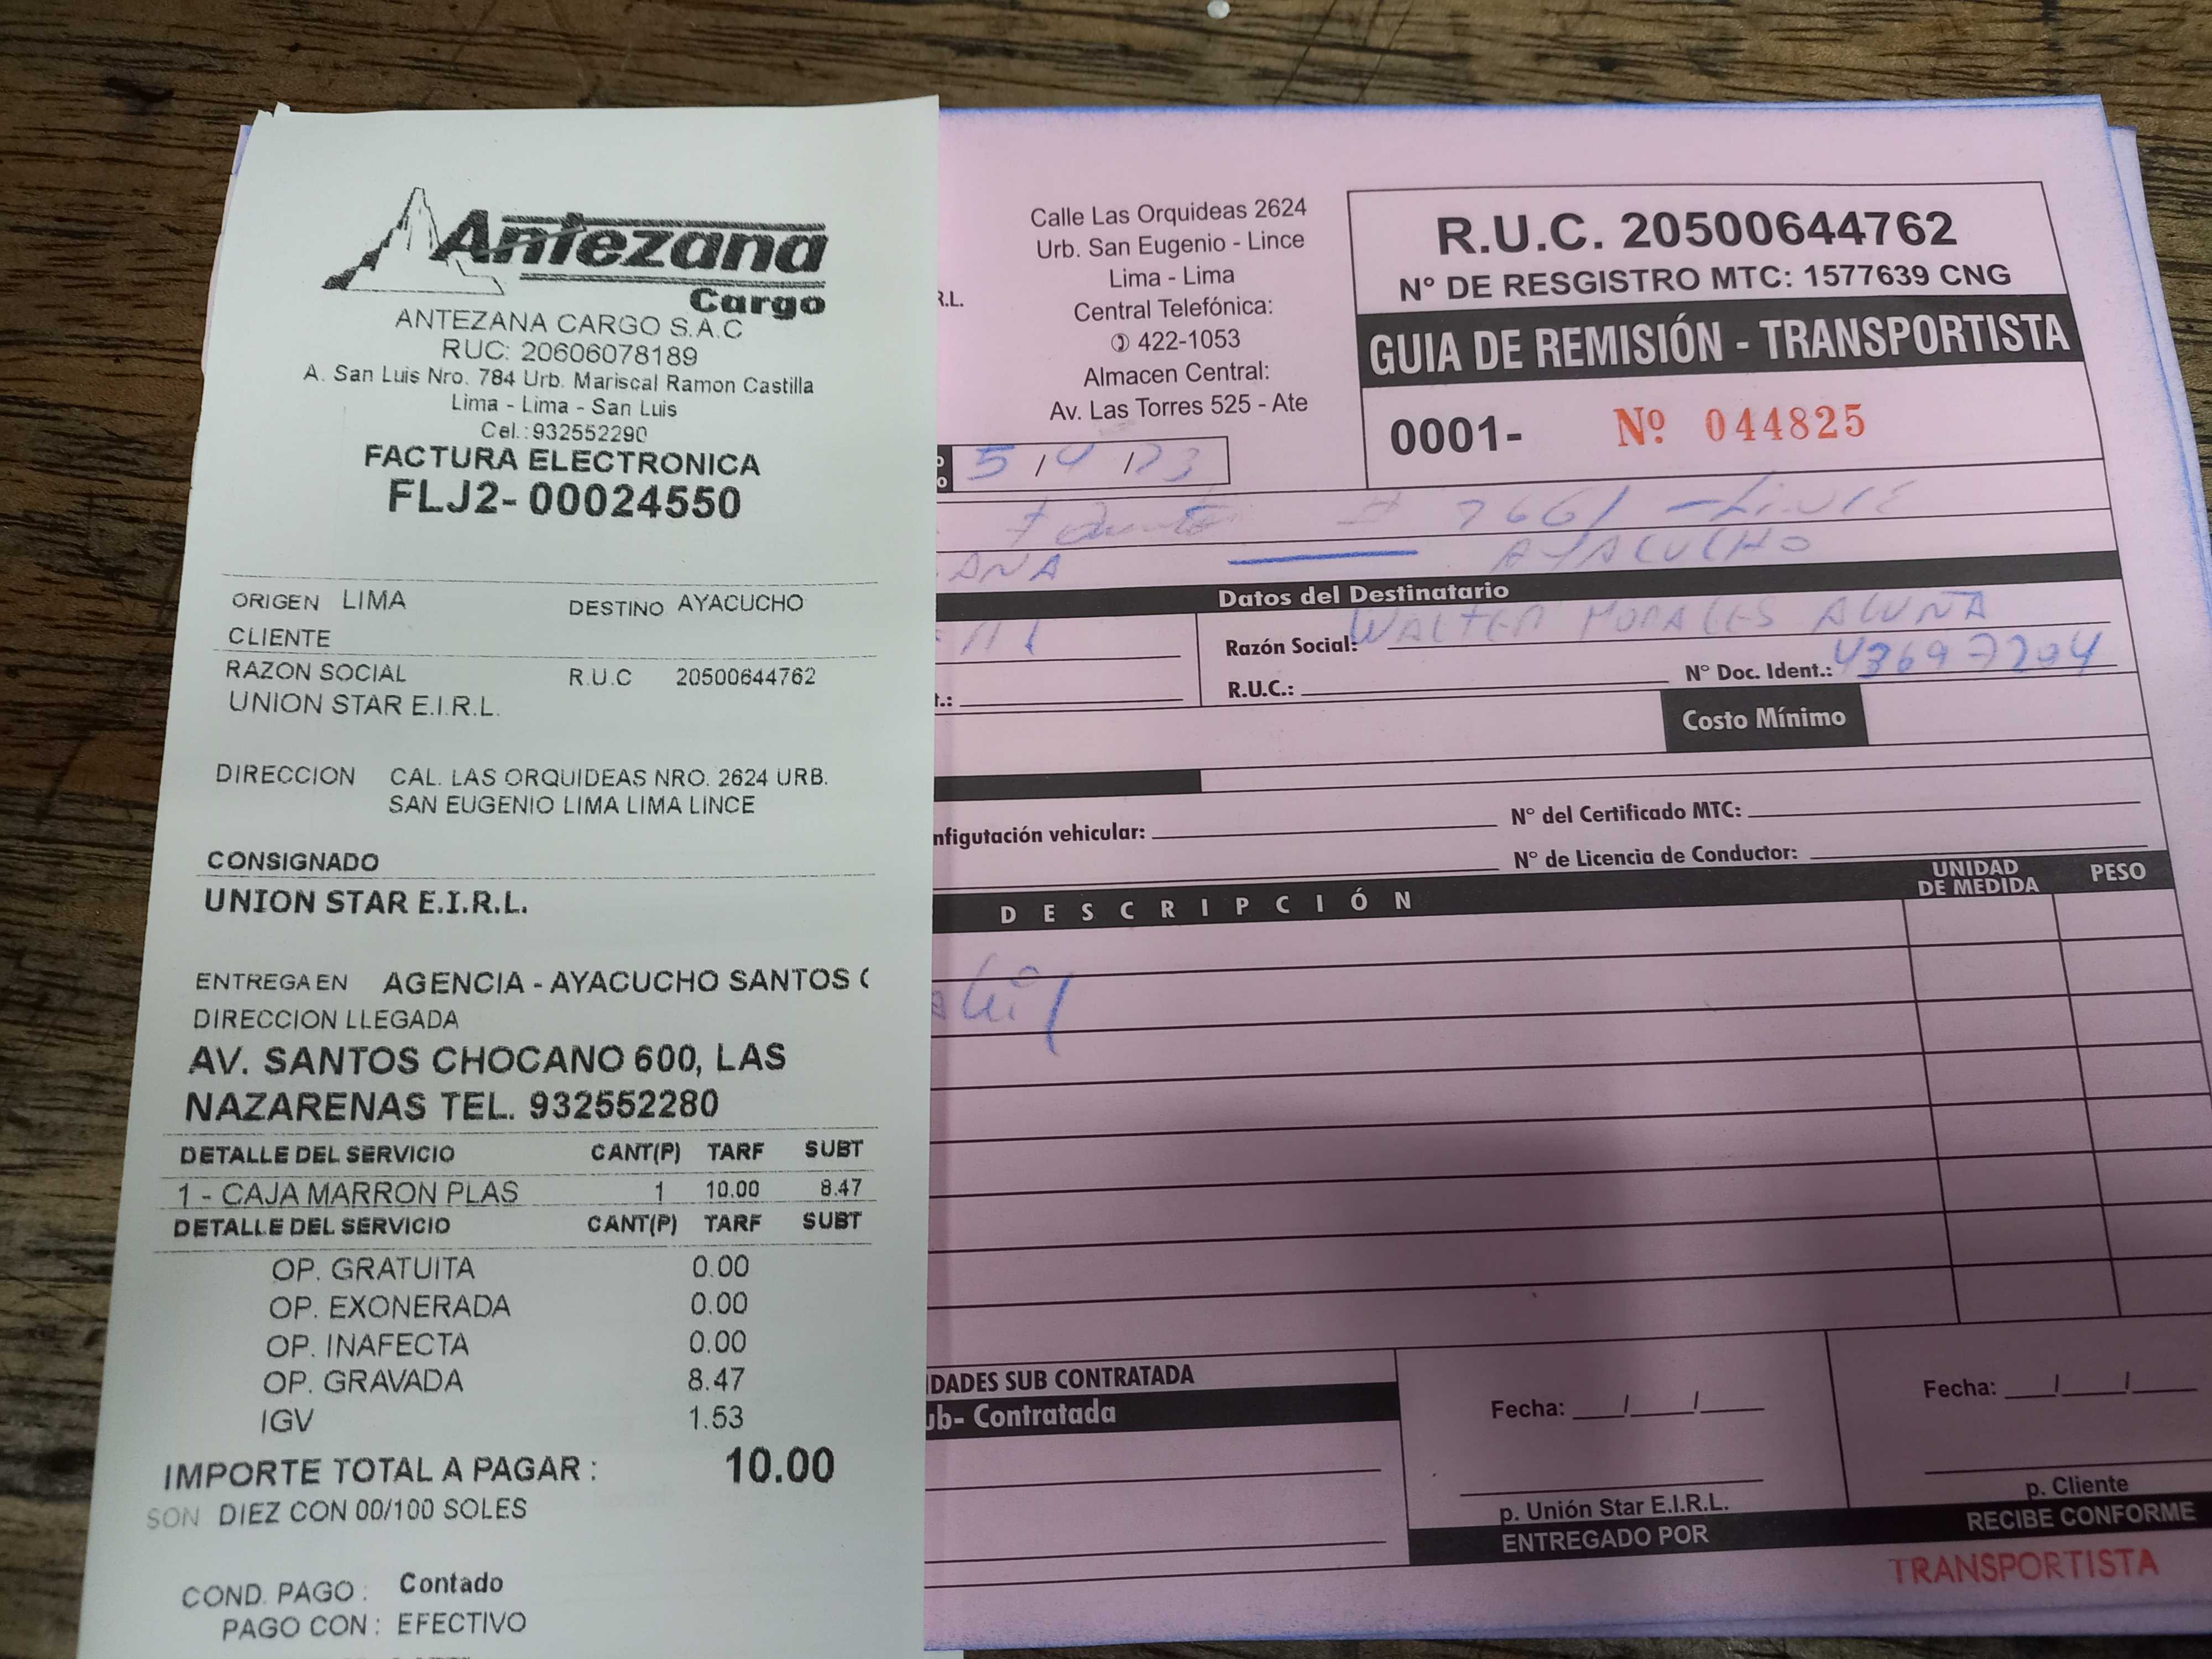 Antezana
Cargo
ANTEZANA CARGO S.A.C
RUC: 20606078189
A. San Luis Nro. 784 Urb. Mariscal Ramon Castilla
Lima - Lima - San Luis
Cel.:932552290
FACTURA ELECTRONICA
FLJ2- 00024550
ORIGEN LIMA DESTINO AYACUCHO
CLIENTE
RAZON SOCIAL R.U.C 20500644762
UNION STAR E.I.R.L.
DIRECCION CAL. LAS ORQUIDEAS NRO. 2624 URB.
SAN EUGENIO LIMA LIMA LINCE
CONSIGNADO
UNION STAR E.I.R.L.
ENTREGA EN AGENCIA - AYACUCHO SANTOS C
DIRECCION LLEGADA
AV. SANTOS CHOCANO 600, LAS
NAZARENAS TEL. 932552280
DETALLE DEL SERVICIO CANT(P) TARF SUBT
1 - CAJA MARRON PLAS 1 10.00 8.47
DETALLE DEL SERVICIO CANT(P) TARF SUBT
OP. GRATUITA 0.00
OP. EXONERADA 0.00
OP. INAFECTA 0.00
OP. GRAVADA 8.47
IGV 1.53
IMPORTE TOTAL A PAGAR : 10.00
SON DIEZ CON 00/100 SOLES
COND. PAGO : Contado
PAGO CON : EFECTIVO
R.L.
Calle Las Orquideas 2624
Urb. San Eugenio - Lince
Lima - Lima
Central Telefónica:
422-1053
Almacen Central:
Av. Las Torres 525 - Ate
R.U.C. 20500644762
N° DE RESGISTRO MTC: 1577639 CNG
GUIA DE REMISIÓN - TRANSPORTISTA
0001- Nº 044825
5 / 4 / 23
7661 - Lince
ANA AYACUCHO
Datos del Destinatario
Razón Social: WALTER MORALES ACUÑA
R.U.C.: N° Doc. Ident.: 43697204
Costo Mínimo
nfigutación vehicular: N° del Certificado MTC:
N° de Licencia de Conductor:
DESCRIPCIÓN UNIDAD DE MEDIDA PESO
IDADES SUB CONTRATADA
ub- Contratada
Fecha: / / Fecha: / /
p. Unión Star E.I.R.L. p. Cliente
ENTREGADO POR RECIBE CONFORME
TRANSPORTISTA